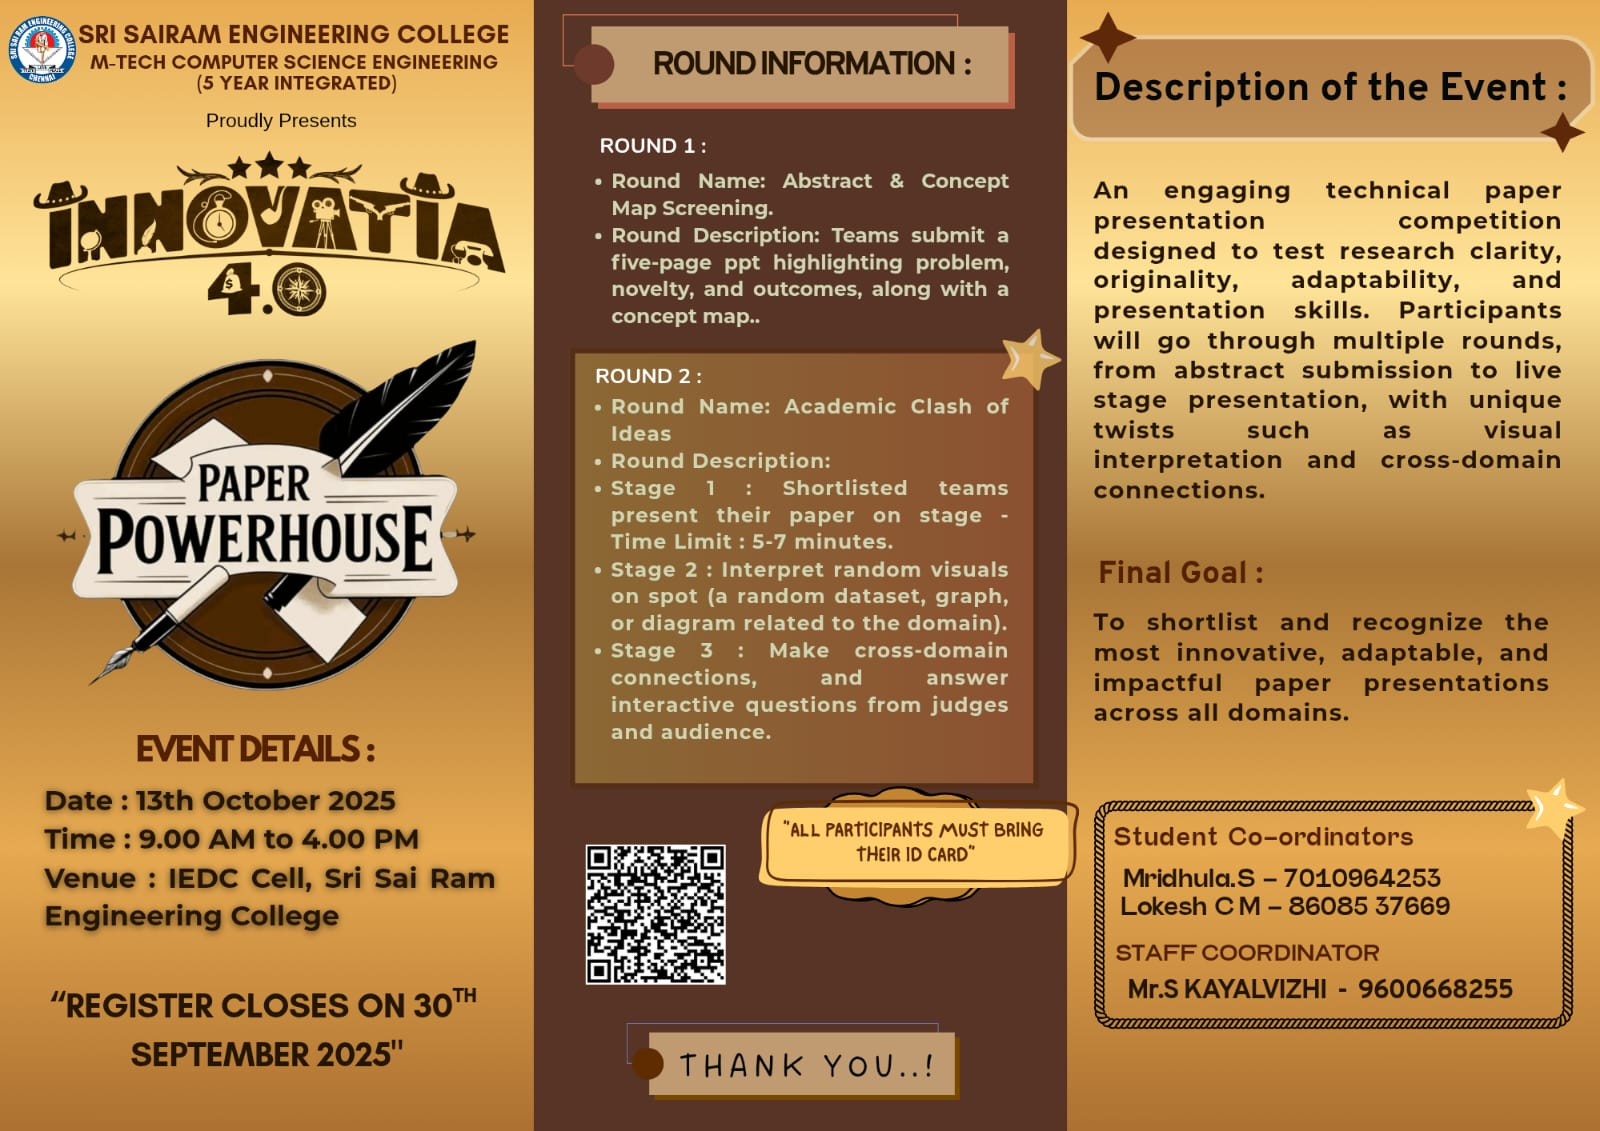 SRI SAIRAM ENGINEERING COLLEGE
M-TECH COMPUTER SCIENCE ENGINEERING
(5 YEAR INTEGRATED)
Proudly Presents
INNOVATIA
4.0
PAPER
POWERHOUSE
EVENT DETAILS :
Date : 13th October 2025
Time : 9.00 AM to 4.00 PM
Venue : IEDC Cell, Sri Sai Ram
Engineering College
“REGISTER CLOSES ON 30TH
SEPTEMBER 2025"
ROUND INFORMATION :
ROUND 1 :
• Round Name: Abstract & Concept
Map Screening.
• Round Description: Teams submit a
five-page ppt highlighting problem,
novelty, and outcomes, along with a
concept map..
ROUND 2 :
• Round Name: Academic Clash of
Ideas
• Round Description:
• Stage 1 : Shortlisted teams
present their paper on stage -
Time Limit : 5-7 minutes.
• Stage 2 : Interpret random visuals
on spot (a random dataset, graph,
or diagram related to the domain).
• Stage 3 : Make cross-domain
connections, and answer
interactive questions from judges
and audience.
"ALL PARTICIPANTS MUST BRING
THEIR ID CARD"
THANK YOU..!
Description of the Event :
An engaging technical paper
presentation competition
designed to test research clarity,
originality, adaptability, and
presentation skills. Participants
will go through multiple rounds,
from abstract submission to live
stage presentation, with unique
twists such as visual
interpretation and cross-domain
connections.
Final Goal :
To shortlist and recognize the
most innovative, adaptable, and
impactful paper presentations
across all domains.
Student Co-ordinators
Mridhula.S – 7010964253
Lokesh C M – 86085 37669
STAFF COORDINATOR
Mr.S KAYALVIZHI - 9600668255